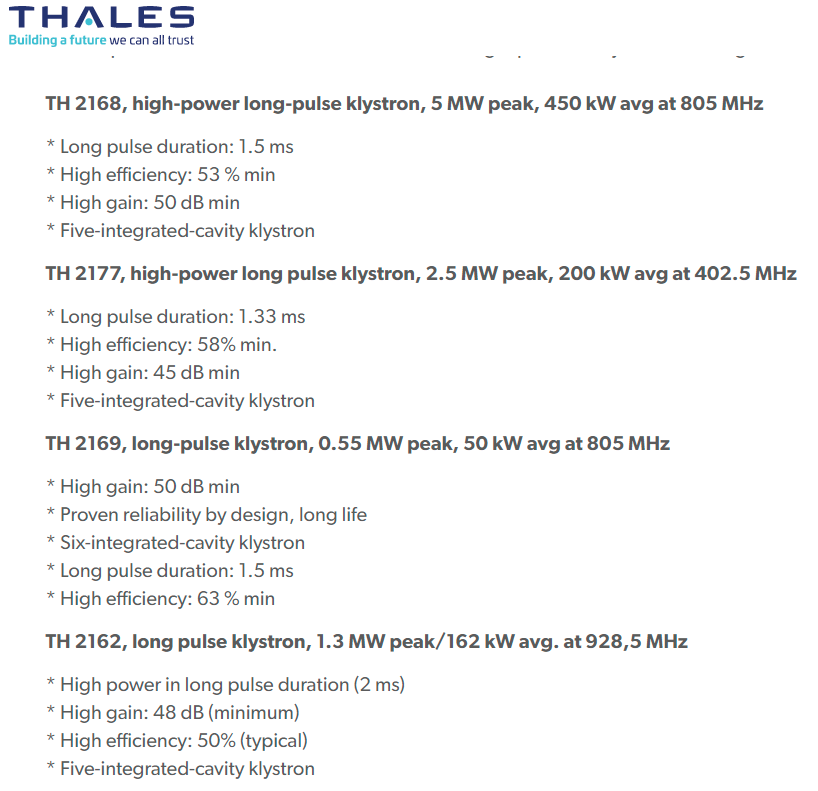 THALES
Building a future we can all trust
TH 2168, high-power long-pulse klystron, 5 MW peak, 450 kW avg at 805 MHz
* Long pulse duration: 1.5 ms
* High efficiency: 53 % min
* High gain: 50 dB min
* Five-integrated-cavity klystron
TH 2177, high-power long pulse klystron, 2.5 MW peak, 200 kW avg at 402.5 MHz
* Long pulse duration: 1.33 ms
* High efficiency: 58% min.
* High gain: 45 dB min
* Five-integrated-cavity klystron
TH 2169, long-pulse klystron, 0.55 MW peak, 50 kW avg at 805 MHz
* High gain: 50 dB min
* Proven reliability by design, long life
* Six-integrated-cavity klystron
* Long pulse duration: 1.5 ms
* High efficiency: 63 % min
TH 2162, long pulse klystron, 1.3 MW peak/162 kW avg. at 928,5 MHz
* High power in long pulse duration (2 ms)
* High gain: 48 dB (minimum)
* High efficiency: 50% (typical)
* Five-integrated-cavity klystron